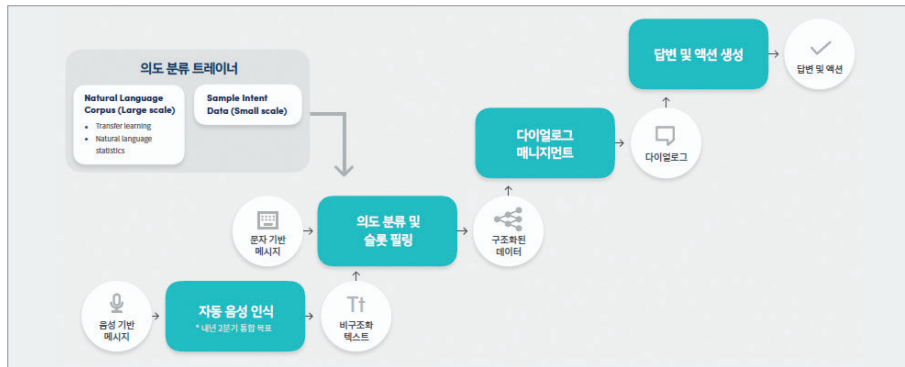 의도 분류 트레이너
Natural Language
Corpus (Large scale)
• Transfer learning
• Natural language
statistics
Sample Intent
Data (Small scale)
답변 및 액션 생성
답변 및 액션
다이얼로그
매니지먼트
다이얼로그
문자 기반
메시지
의도 분류 및
슬롯 필링
구조화된
데이터
음성 기반
메시지
자동 음성 인식
* 내년 2분기 통합 목표
Tt
비구조화
텍스트